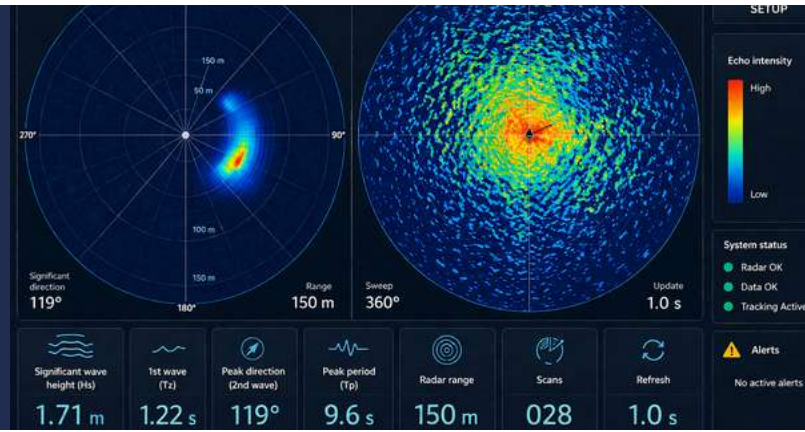 SETUP
150 m
50 m
270°
90°
100 m
150 m
Significant
direction
119°
180°
Range
150 m
Sweep
360°
Update
1.0 s
Echo intensity
High
Low
System status
Radar OK
Data OK
Tracking Active
Significant wave
height (Hs)
1.71 m
1st wave
(Tz)
1.22 s
Peak direction
(2nd wave)
119°
Peak period
(Tp)
9.6 s
Radar range
150 m
Scans
028
Refresh
1.0 s
Alerts
No active alerts